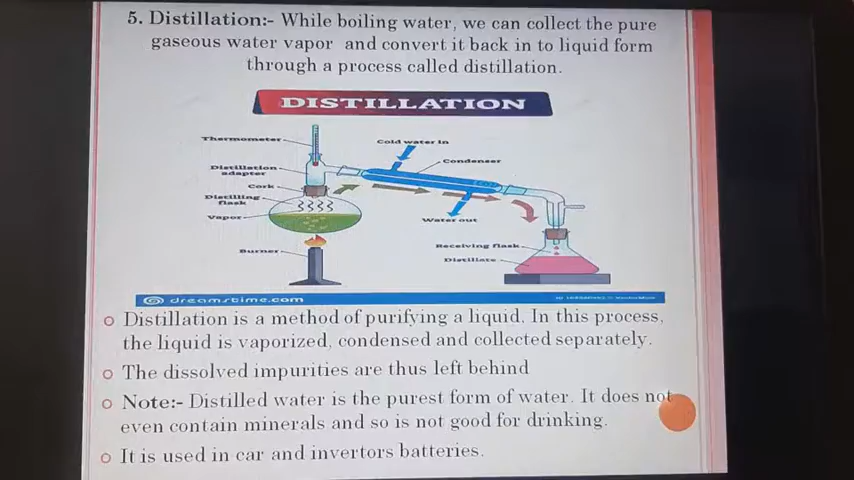 5. Distillation:- While boiling water, we can collect the pure
gaseous water vapor and convert it back in to liquid form
through a process called distillation.
DISTILLATION
Thermometer
Cold water in
Condenser
Distillation
adapter
Cork
Distilling
flask
Vapor
Water out
Burner
Receiving flask
Distillate
dreamstime.com
Distillation is a method of purifying a liquid. In this process,
the liquid is vaporized, condensed and collected separately.
The dissolved impurities are thus left behind
Note:- Distilled water is the purest form of water. It does not
even contain minerals and so is not good for drinking.
It is used in car and invertors batteries.